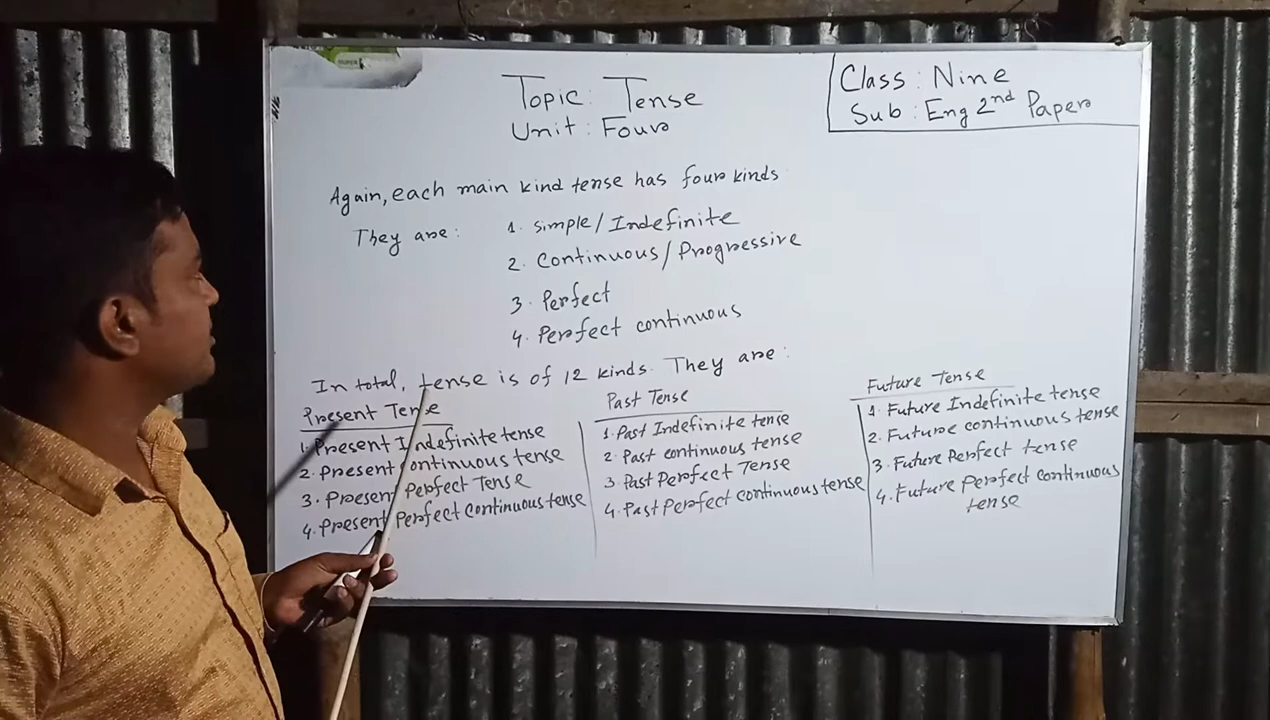 Topic: Tense
Unit: Four
Class: Nine
Sub: Eng 2nd Paper
Again, each main kind tense has four kinds
They are:
1. Simple/Indefinite
2. Continuous/Progressive
3. Perfect
4. Perfect continuous
In total, tense is of 12 kinds. They are:
Present Tense
1. Present Indefinite tense
2. Present continuous tense
3. Present Perfect Tense
4. Present Perfect Continuous tense
Past Tense
1. Past Indefinite tense
2. Past continuous tense
3. Past Perfect Tense
4. Past Perfect continuous tense
Future Tense
1. Future Indefinite tense
2. Future continuous tense
3. Future Perfect tense
4. Future Perfect continuous
tense